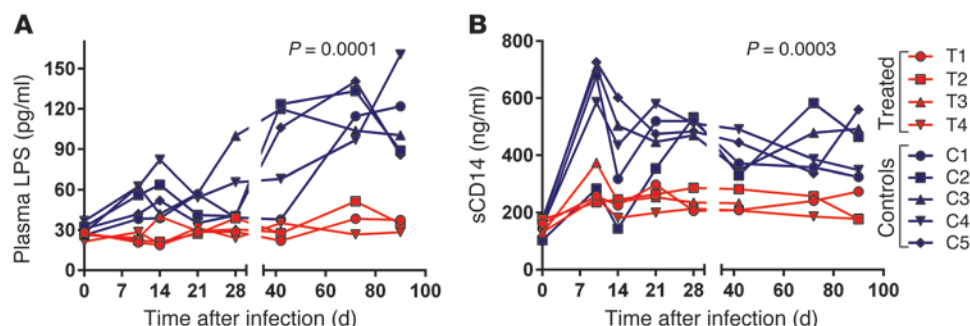 A
P = 0.0001
Plasma LPS (pg/ml)
150
120
90
60
30
0
0 7 14 21 28 40 60 80 100
Time after infection (d)
B
P = 0.0003
sCD14 (ng/ml)
800
600
400
200
0
0 7 14 21 28 40 60 80 100
Time after infection (d)
Treated
T1
T2
T3
T4
Controls
C1
C2
C3
C4
C5